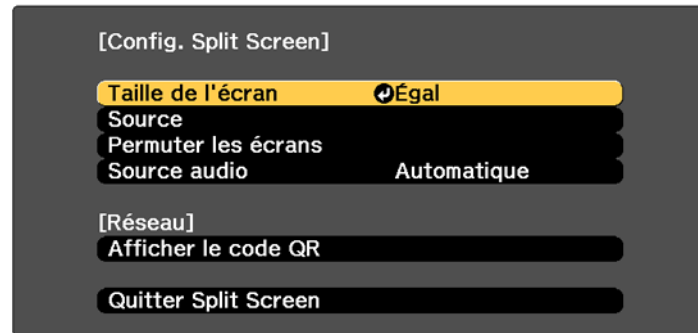 [Config. Split Screen]
Taille de l'écran Égal
Source
Permuter les écrans
Source audio Automatique
[Réseau]
Afficher le code QR
Quitter Split Screen